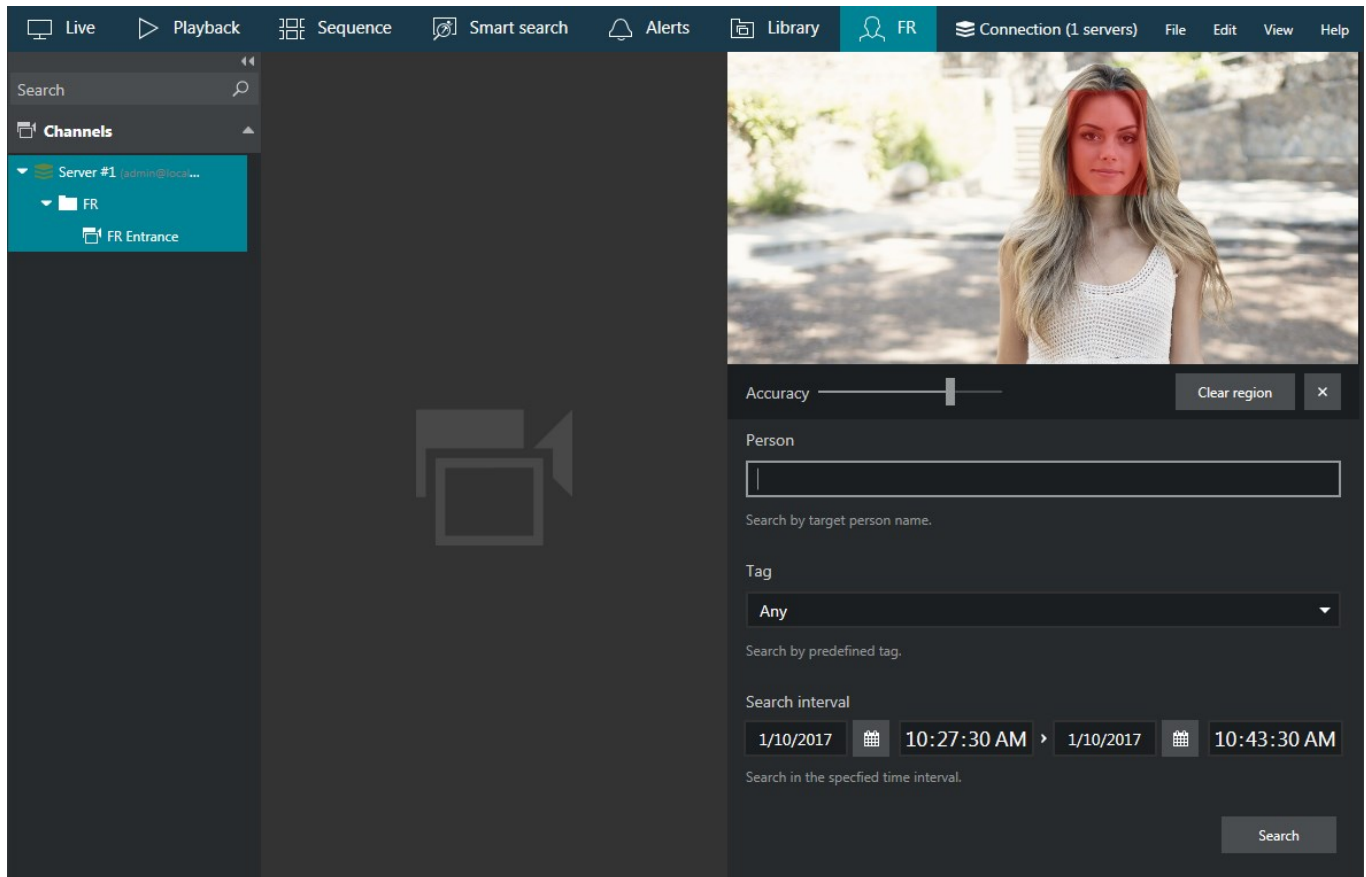 Live Playback Sequence Smart search Alerts Library FR Connection (1 servers) File Edit View Help
Search
Channels
Server #1 (admin@local...
FR
FR Entrance
Accuracy Clear region ×
Person
Search by target person name.
Tag
Any
Search by predefined tag.
Search interval
1/10/2017 10:27:30 AM › 1/10/2017 10:43:30 AM
Search in the specfied time interval.
Search